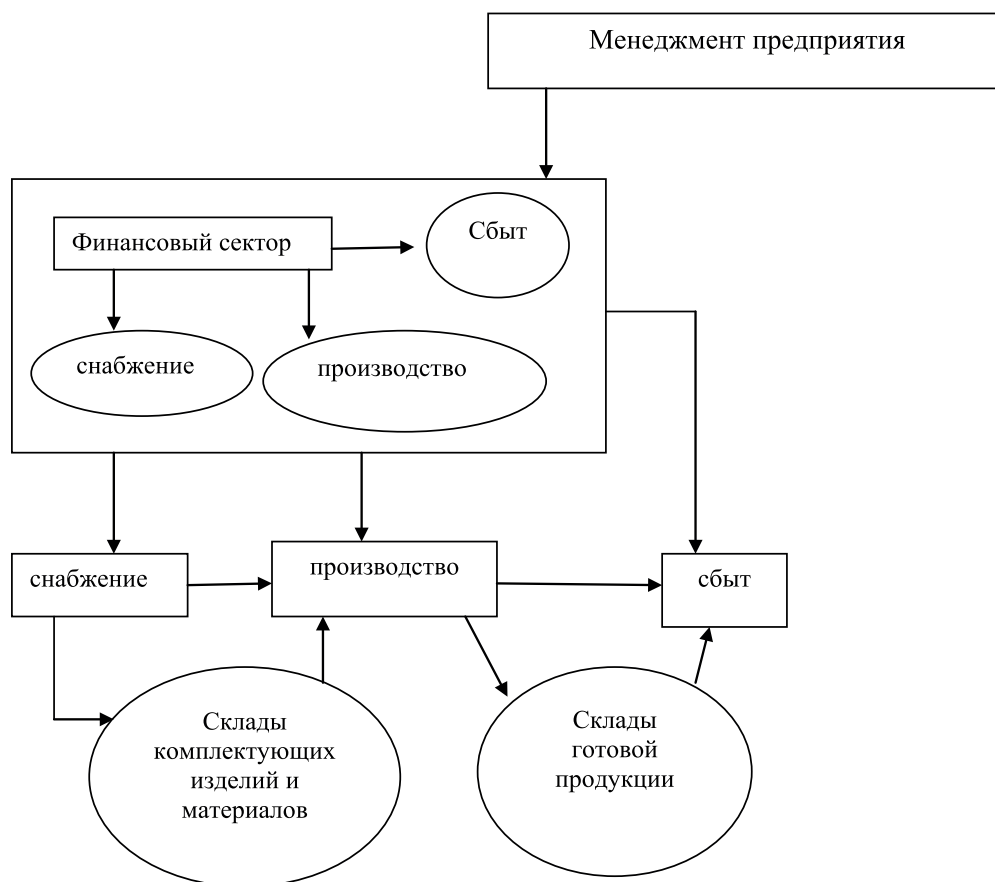 Менеджмент предприятия
Сбыт
Финансовый сектор
снабжение
производство
снабжение
производство
сбыт
Склады
комплектующих
изделий и
материалов
Склады
готовой
продукции